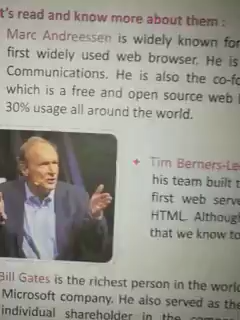 t's read and know more about them :
Marc Andreessen is widely known for
first widely used web browser. He is
Communications. He is also the co-fo
which is a free and open source web
30% usage all around the world.
+ Tim Berners-Le
his team built t
first web serve
HTML. Althoug
that we know to
Bill Gates is the richest person in the world
Microsoft company. He also served as the
individual shareholder in the